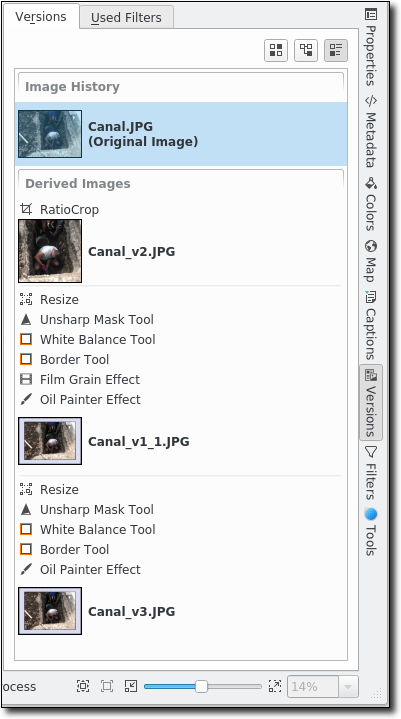 Versions
Used Filters
Image History
Canal.JPG
(Original Image)
Derived Images
RatioCrop
Canal_v2.JPG
Resize
Unsharp Mask Tool
White Balance Tool
Border Tool
Film Grain Effect
Oil Painter Effect
Canal_v1_1.JPG
Resize
Unsharp Mask Tool
White Balance Tool
Border Tool
Oil Painter Effect
Canal_v3.JPG
ocess
14%
Properties
Metadata
Colors
Map
Captions
Versions
Filters
Tools